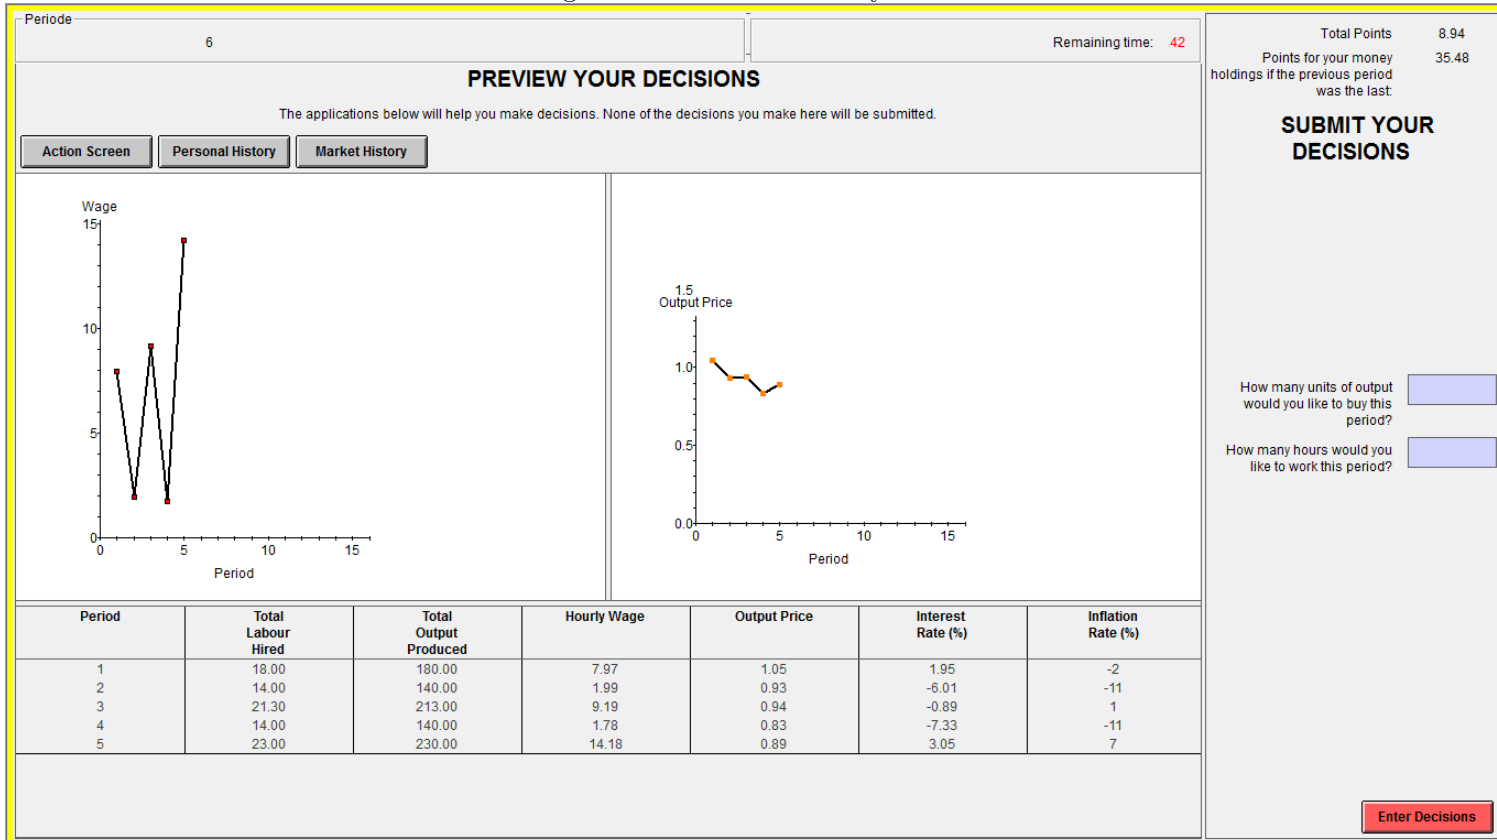 Periode
6
Remaining time: 42
PREVIEW YOUR DECISIONS
The applications below will help you make decisions. None of the decisions you make here will be submitted.
Action Screen
Personal History
Market History
Wage
15
10
5
0
0 5 10 15
Period
1.5
Output Price
1.0
0.5
0.0
0 5 10 15
Period
Period Total Labour Hired Total Output Produced Hourly Wage Output Price Interest Rate (%) Inflation Rate (%)
1 18.00 180.00 7.97 1.05 1.95 -2
2 14.00 140.00 1.99 0.93 -6.01 -11
3 21.30 213.00 9.19 0.94 -0.89 1
4 14.00 140.00 1.78 0.83 -7.33 -11
5 23.00 230.00 14.18 0.89 3.05 7
Total Points 8.94
Points for your money 35.48
holdings if the previous period
was the last:
SUBMIT YOUR
DECISIONS
How many units of output
would you like to buy this
period?
How many hours would you
like to work this period?
Enter Decisions